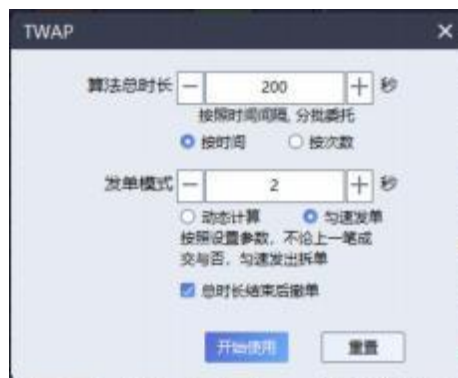 TWAP
算法总时长 200 秒
按照时间间隔, 分批委托
按时间 按次数
发单模式 2 秒
动态计算 匀速发单
按照设置参数，不论上一笔成
交与否，匀速发出拆单
总时长结束后撤单
开始使用 重置